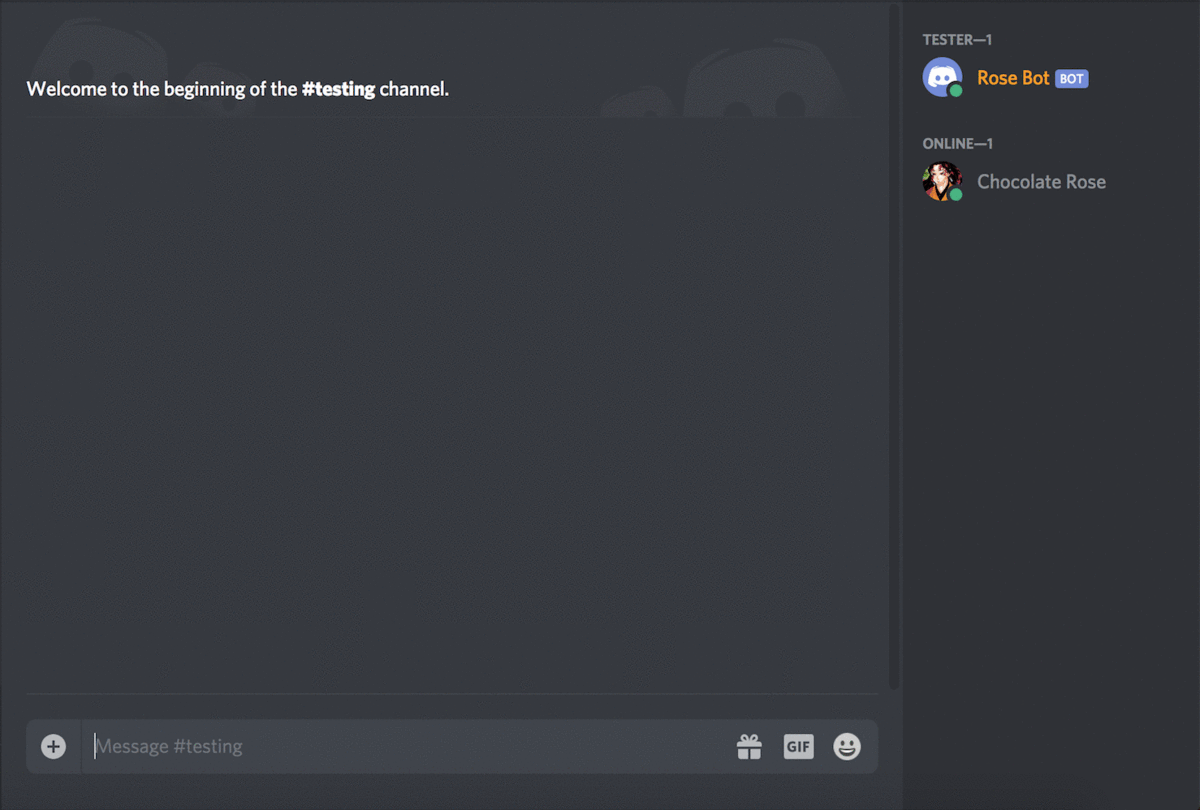 Welcome to the beginning of the #testing channel.
Message #testing
GIF
TESTER—1
Rose Bot BOT
ONLINE—1
Chocolate Rose